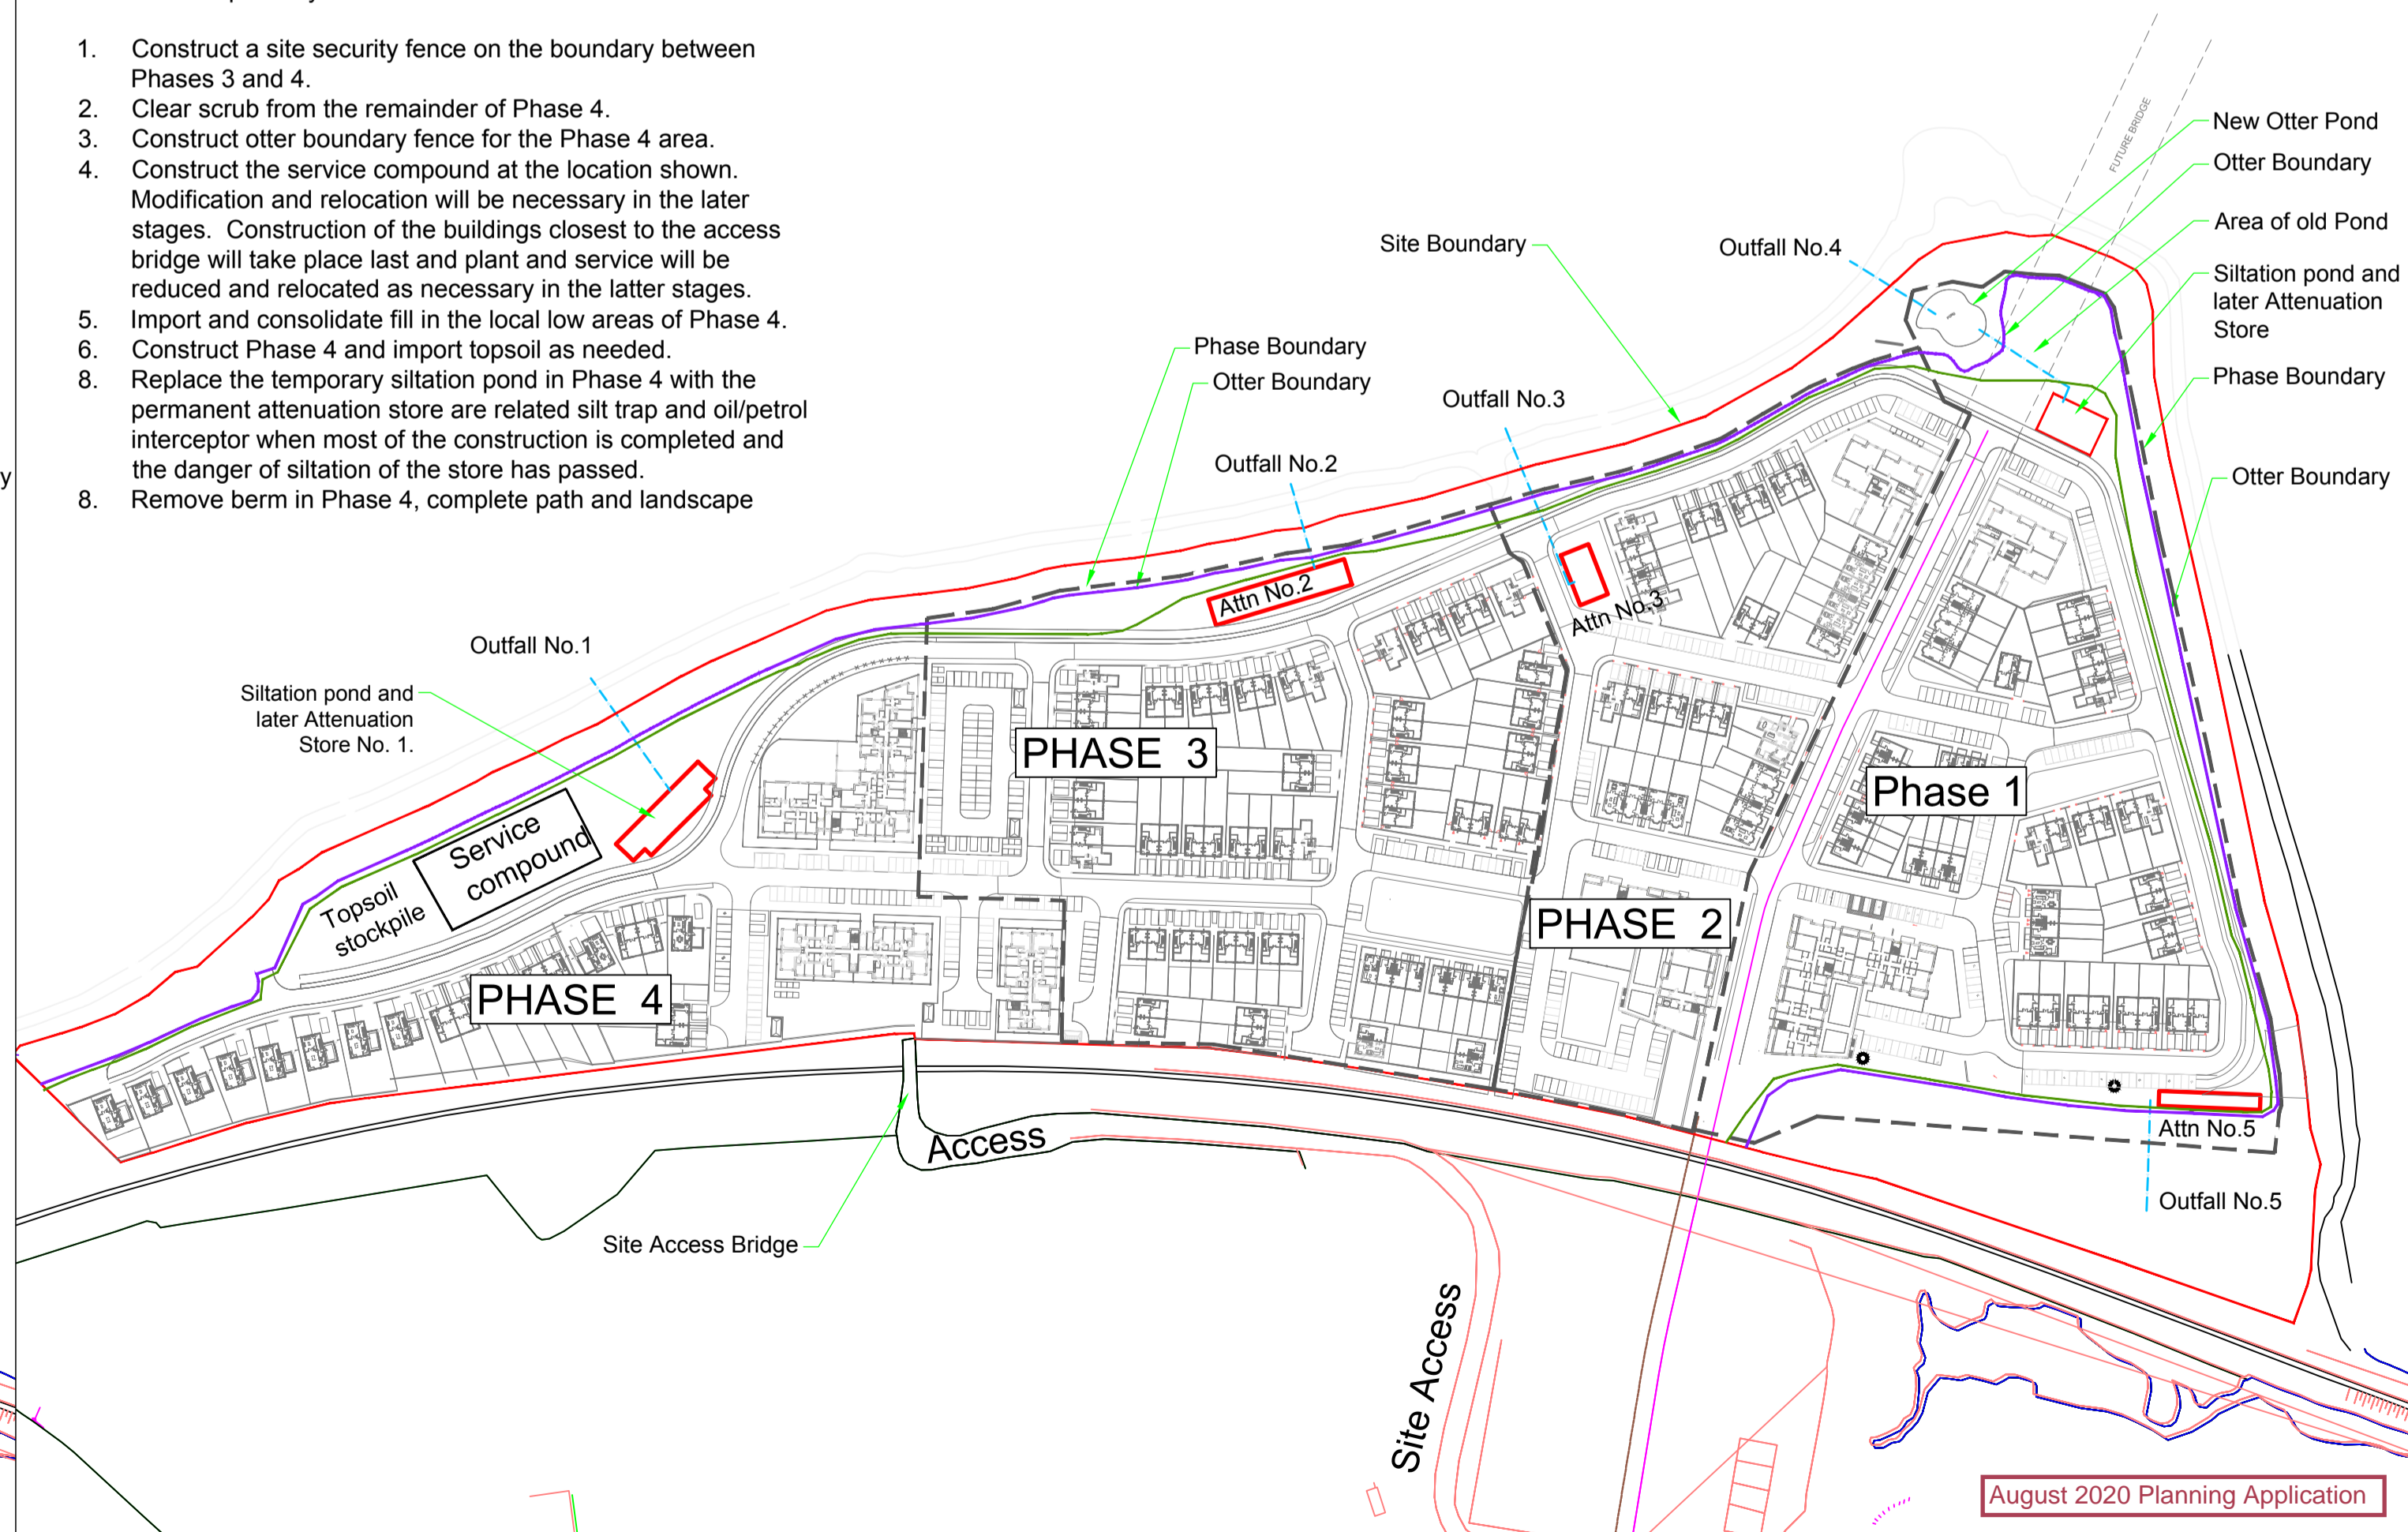 1. Construct a site security fence on the boundary between
Phases 3 and 4.
2. Clear scrub from the remainder of Phase 4.
3. Construct otter boundary fence for the Phase 4 area.
4. Construct the service compound at the location shown.
Modification and relocation will be necessary in the later
stages. Construction of the buildings closest to the access
bridge will take place last and plant and service will be
reduced and relocated as necessary in the latter stages.
5. Import and consolidate fill in the local low areas of Phase 4.
6. Construct Phase 4 and import topsoil as needed.
8. Replace the temporary siltation pond in Phase 4 with the
permanent attenuation store are related silt trap and oil/petrol
interceptor when most of the construction is completed and
the danger of siltation of the store has passed.
8. Remove berm in Phase 4, complete path and landscape
y
FUTURE BRIDGE
New Otter Pond
Otter Boundary
Area of old Pond
Siltation pond and
later Attenuation
Store
Phase Boundary
Otter Boundary
Outfall No.4
Site Boundary
Phase Boundary
Otter Boundary
Outfall No.3
Outfall No.2
Attn No.2
Attn No.3
Outfall No.1
Siltation pond and
later Attenuation
Store No. 1.
PHASE 3
Phase 1
Service
compound
Topsoil
stockpile
PHASE 2
PHASE 4
Attn No.5
Access
Outfall No.5
Site Access Bridge
Site Access
August 2020 Planning Application